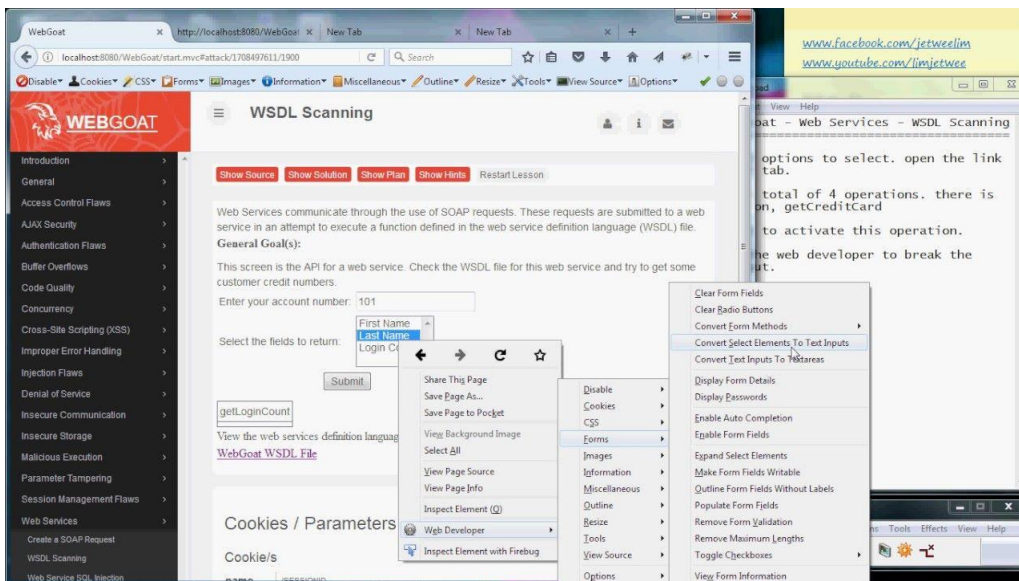 WebGoat
http://localhost:8080/WebGoat
New Tab
New Tab
localhost:8080/WebGoat/start.mvc#attack/1708497611/1900
Search
Disable
Cookies
CSS
Forms
Images
Information
Miscellaneous
Outline
Resize
Tools
View Source
Options
www.facebook.com/jetweelim
www.youtube.com/limjetwee
WEBGOAT
WSDL Scanning
View Help
oat - Web Services - WSDL Scanning
options to select. open the link
tab.
total of 4 operations. there is
on, getCreditCard
to activate this operation.
he web developer to break the
ut.
Introduction
General
Access Control Flaws
AJAX Security
Authentication Flaws
Buffer Overflows
Code Quality
Concurrency
Cross-Site Scripting (XSS)
Improper Error Handling
Injection Flaws
Denial of Service
Insecure Communication
Insecure Storage
Malicious Execution
Parameter Tampering
Session Management Flaws
Web Services
Create a SOAP Request
WSDL Scanning
Web Service SQL Injection
Show Source
Show Solution
Show Plan
Show Hints
Restart Lesson
Web Services communicate through the use of SOAP requests. These requests are submitted to a web
service in an attempt to execute a function defined in the web service definition language (WSDL) file.
General Goal(s):
This screen is the API for a web service. Check the WSDL file for this web service and try to get some
customer credit numbers.
Enter your account number: 101
Select the fields to return:
First Name
Last Name
Login Co
Submit
getLoginCount
View the web services definition languag
WebGoat WSDL File
Cookies / Parameters
Cookie/s
name
JSESSIONID
Share This Page
Save Page As...
Save Page to Pocket
View Background Image
Select All
View Page Source
View Page Info
Inspect Element (Q)
Web Developer
Inspect Element with Firebug
Disable
Cookies
CSS
Forms
Images
Information
Miscellaneous
Outline
Resize
Tools
View Source
Options
Clear Form Fields
Clear Radio Buttons
Convert Form Methods
Convert Select Elements To Text Inputs
Convert Text Inputs To Textareas
Display Form Details
Display Passwords
Enable Auto Completion
Enable Form Fields
Expand Select Elements
Make Form Fields Writable
Outline Form Fields Without Labels
Populate Form Fields
Remove Form Validation
Remove Maximum Lengths
Toggle Checkboxes
View Form Information
Tools Effects View Help